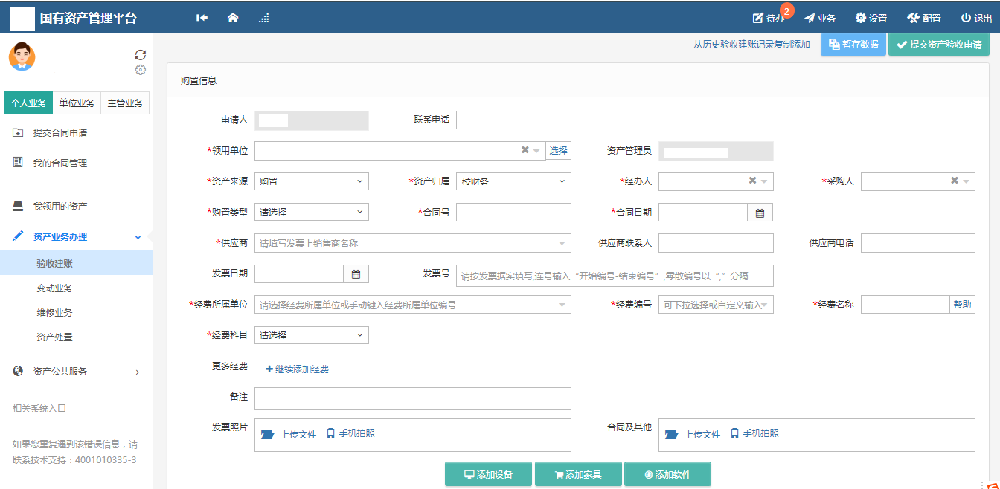 国有资产管理平台
待办 2 业务 设置 配置 退出
从历史验收建账记录复制添加 暂存数据 提交资产验收申请
个人业务 单位业务 主管业务
提交合同申请
我的合同管理
我领用的资产
资产业务办理
验收建账
变动业务
维修业务
资产处置
资产公共服务
相关系统入口
如果您重复遇到该错误信息，请
联系技术支持：4001010335-3
购置信息
申请人 联系电话
*领用单位 选择 资产管理员
*资产来源 购置 *资产归属 校财务 *经办人 *采购人
*购置类型 请选择 *合同号 *合同日期
*供应商 请填写发票上销售商名称 供应商联系人 供应商电话
发票日期 发票号 请按发票据实填写,连号输入“开始编号-结束编号”,零散编号以“,”分隔
*经费所属单位 请选择经费所属单位或手动键入经费所属单位编号 *经费编号 可下拉选择或自定义输入 *经费名称 帮助
*经费科目 请选择
更多经费 继续添加经费
备注
发票照片 上传文件 手机拍照 合同及其他 上传文件 手机拍照
添加设备 添加家具 添加软件